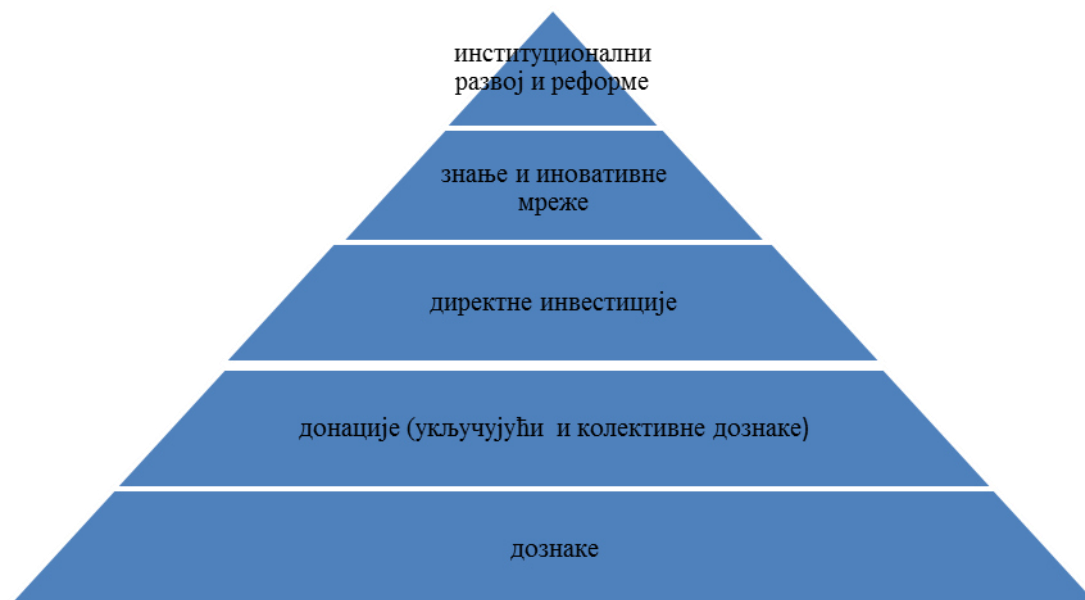 институционални
развој и реформе
знање и иновативне
мреже
директне инвестиције
донације (укључујући  и колективне дознаке)
дознаке